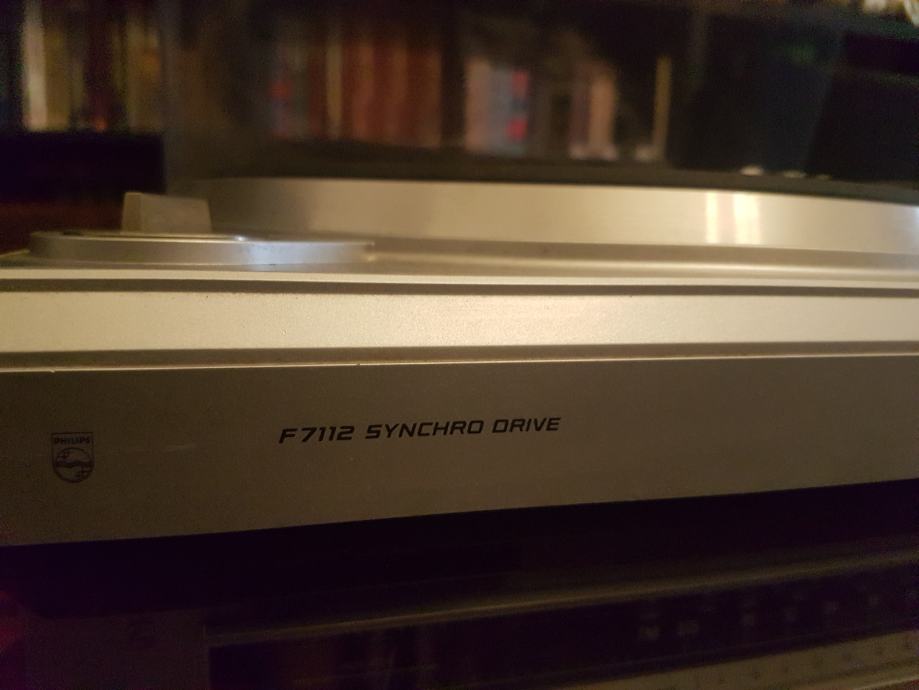 F7112 SYNCHRO DRIVE
PHILIPS